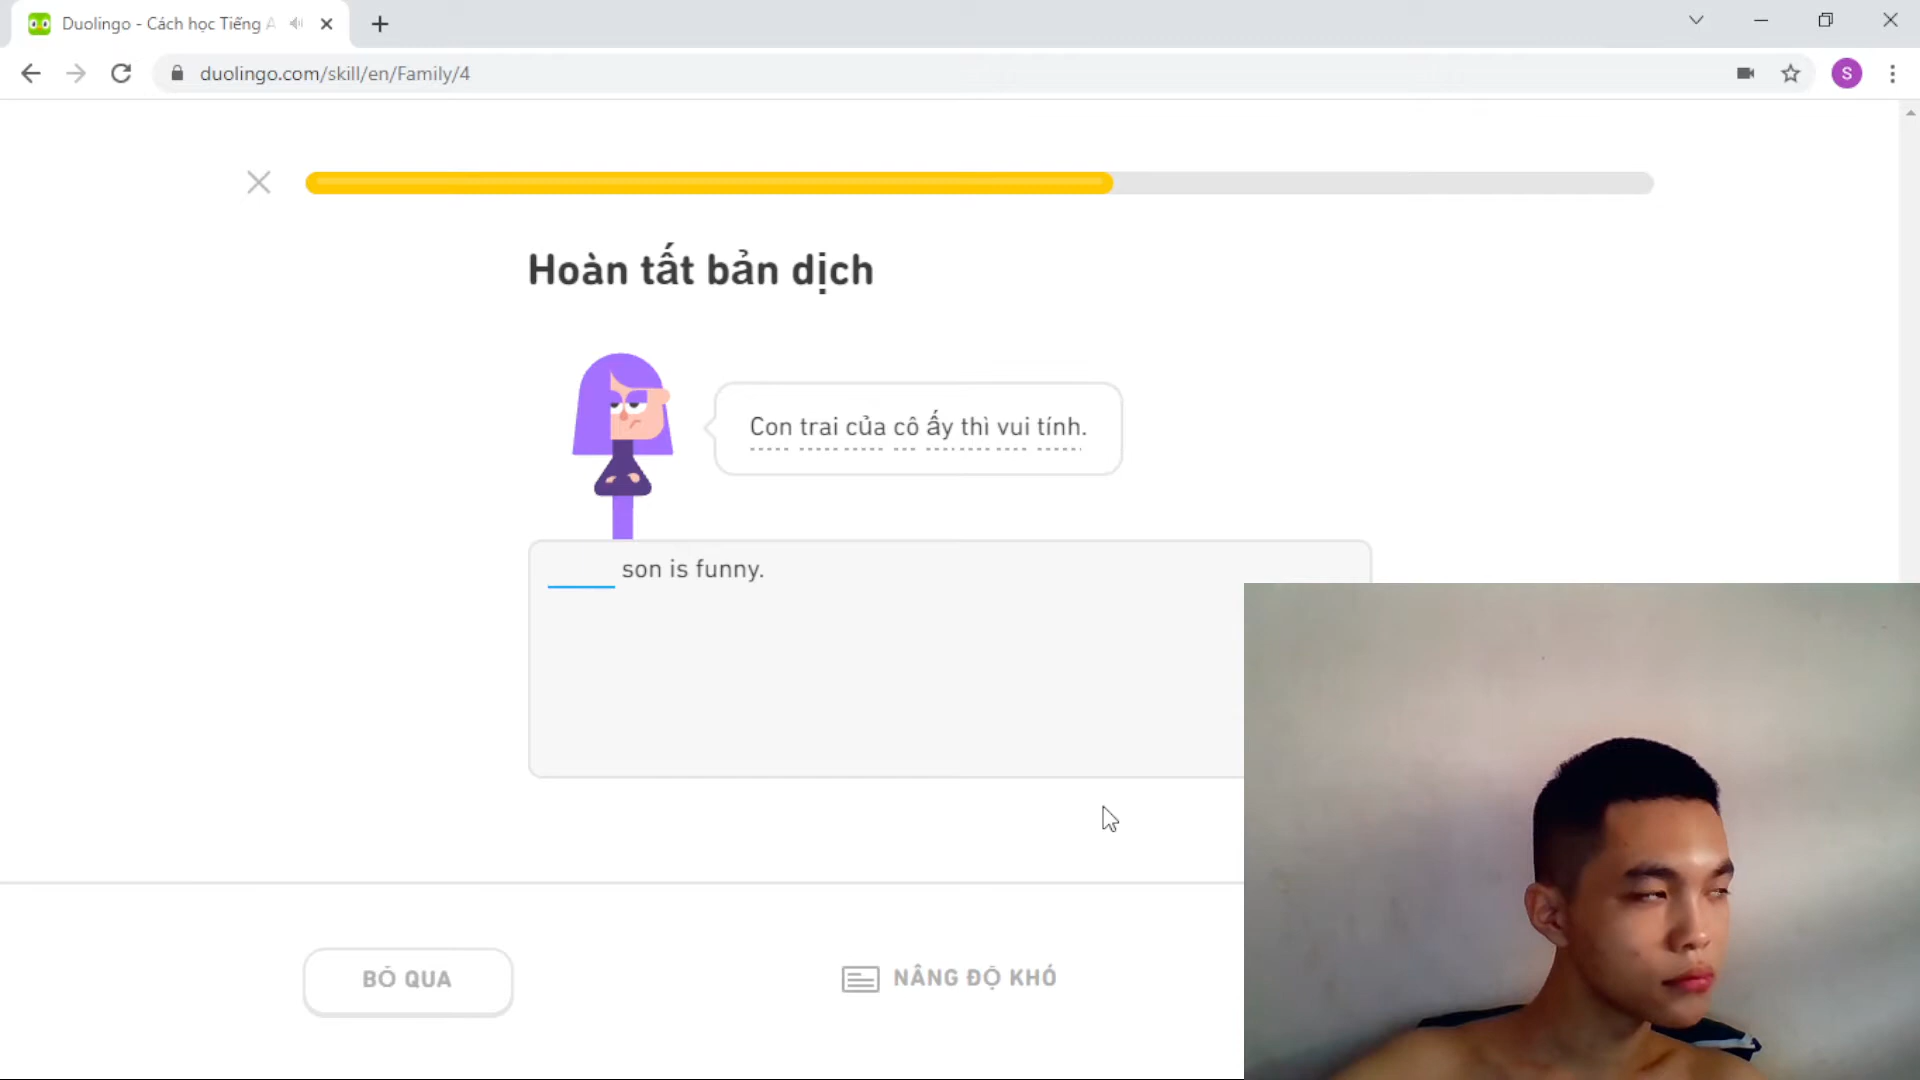 Duolingo - Cách học Tiếng A
duolingo.com/skill/en/Family/4
S
Hoàn tất bản dịch
Con trai của cô ấy thì vui tính.
son is funny.
BỎ QUA
NÂNG ĐỘ KHÓ